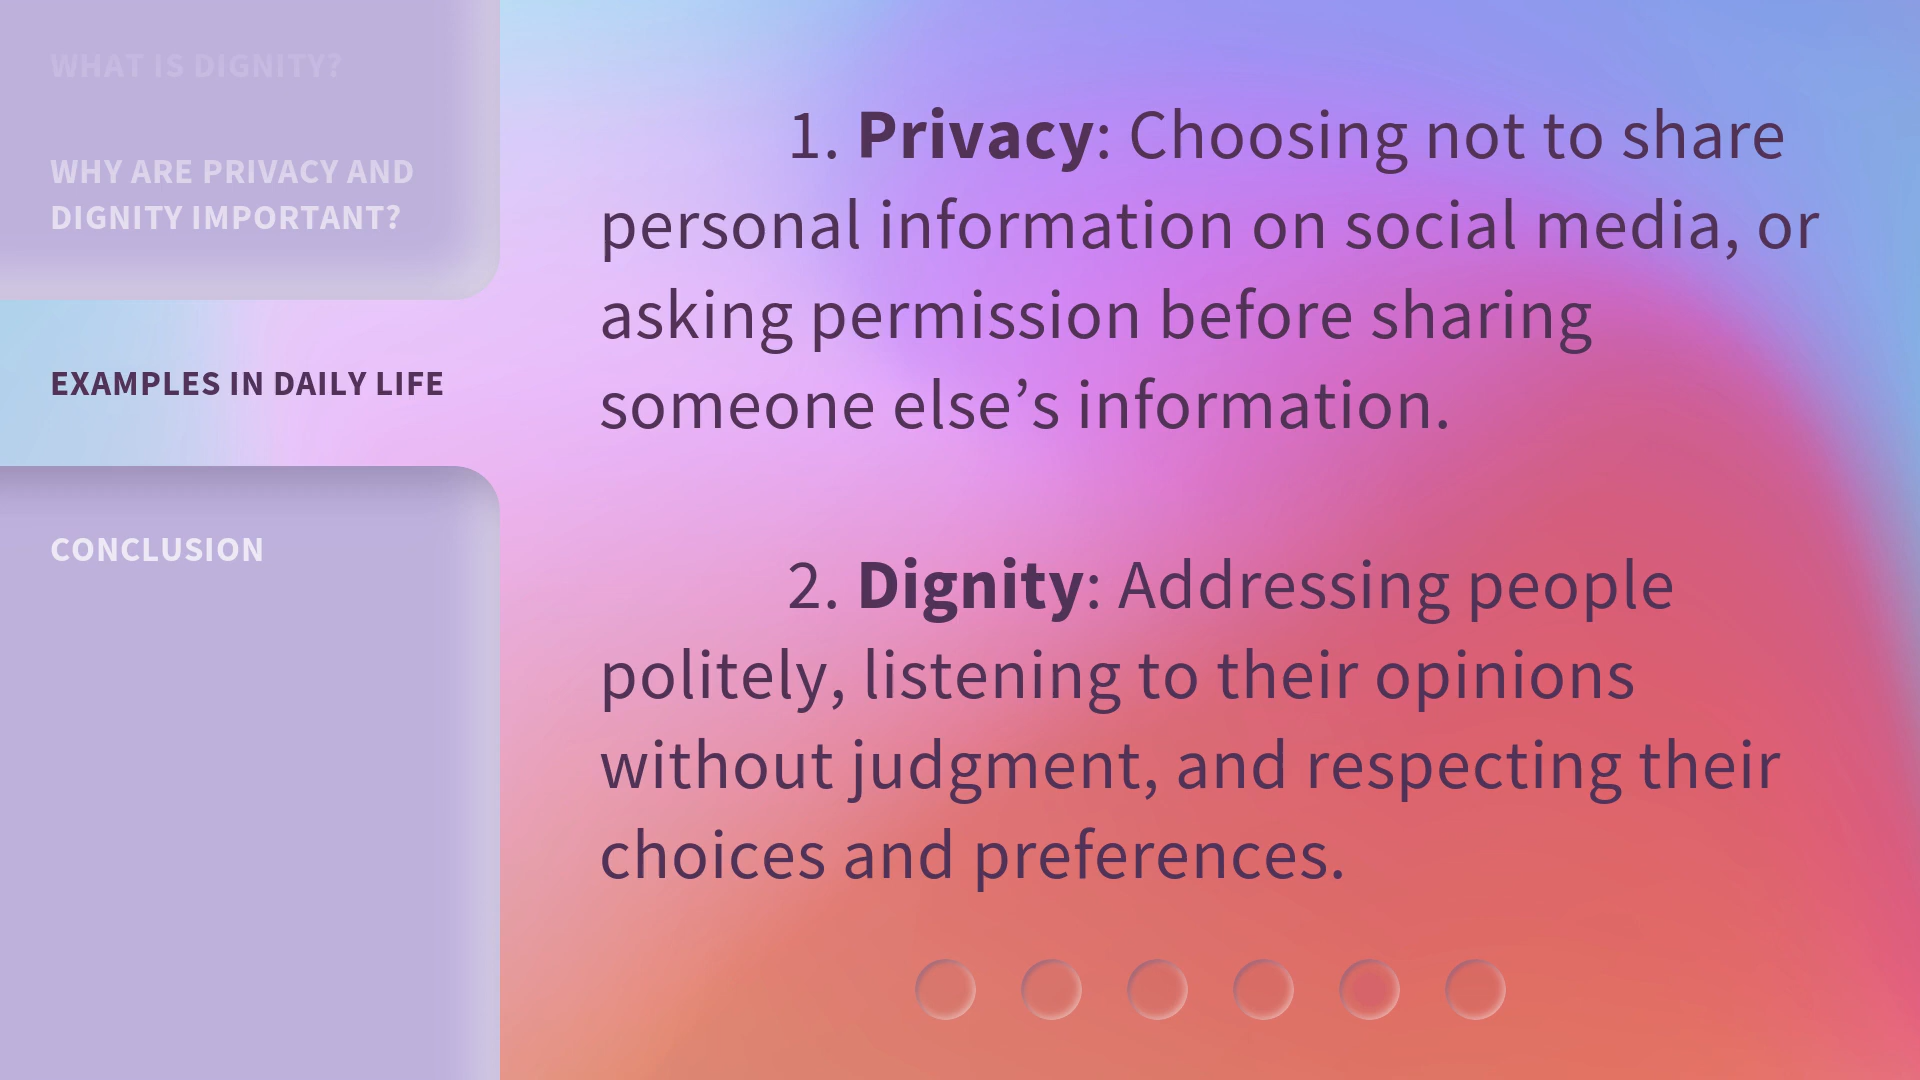 WHAT IS DIGNITY?
WHY ARE PRIVACY AND
DIGNITY IMPORTANT?
EXAMPLES IN DAILY LIFE
CONCLUSION
1. Privacy: Choosing not to share
personal information on social media, or
asking permission before sharing
someone else’s information.
2. Dignity: Addressing people
politely, listening to their opinions
without judgment, and respecting their
choices and preferences.